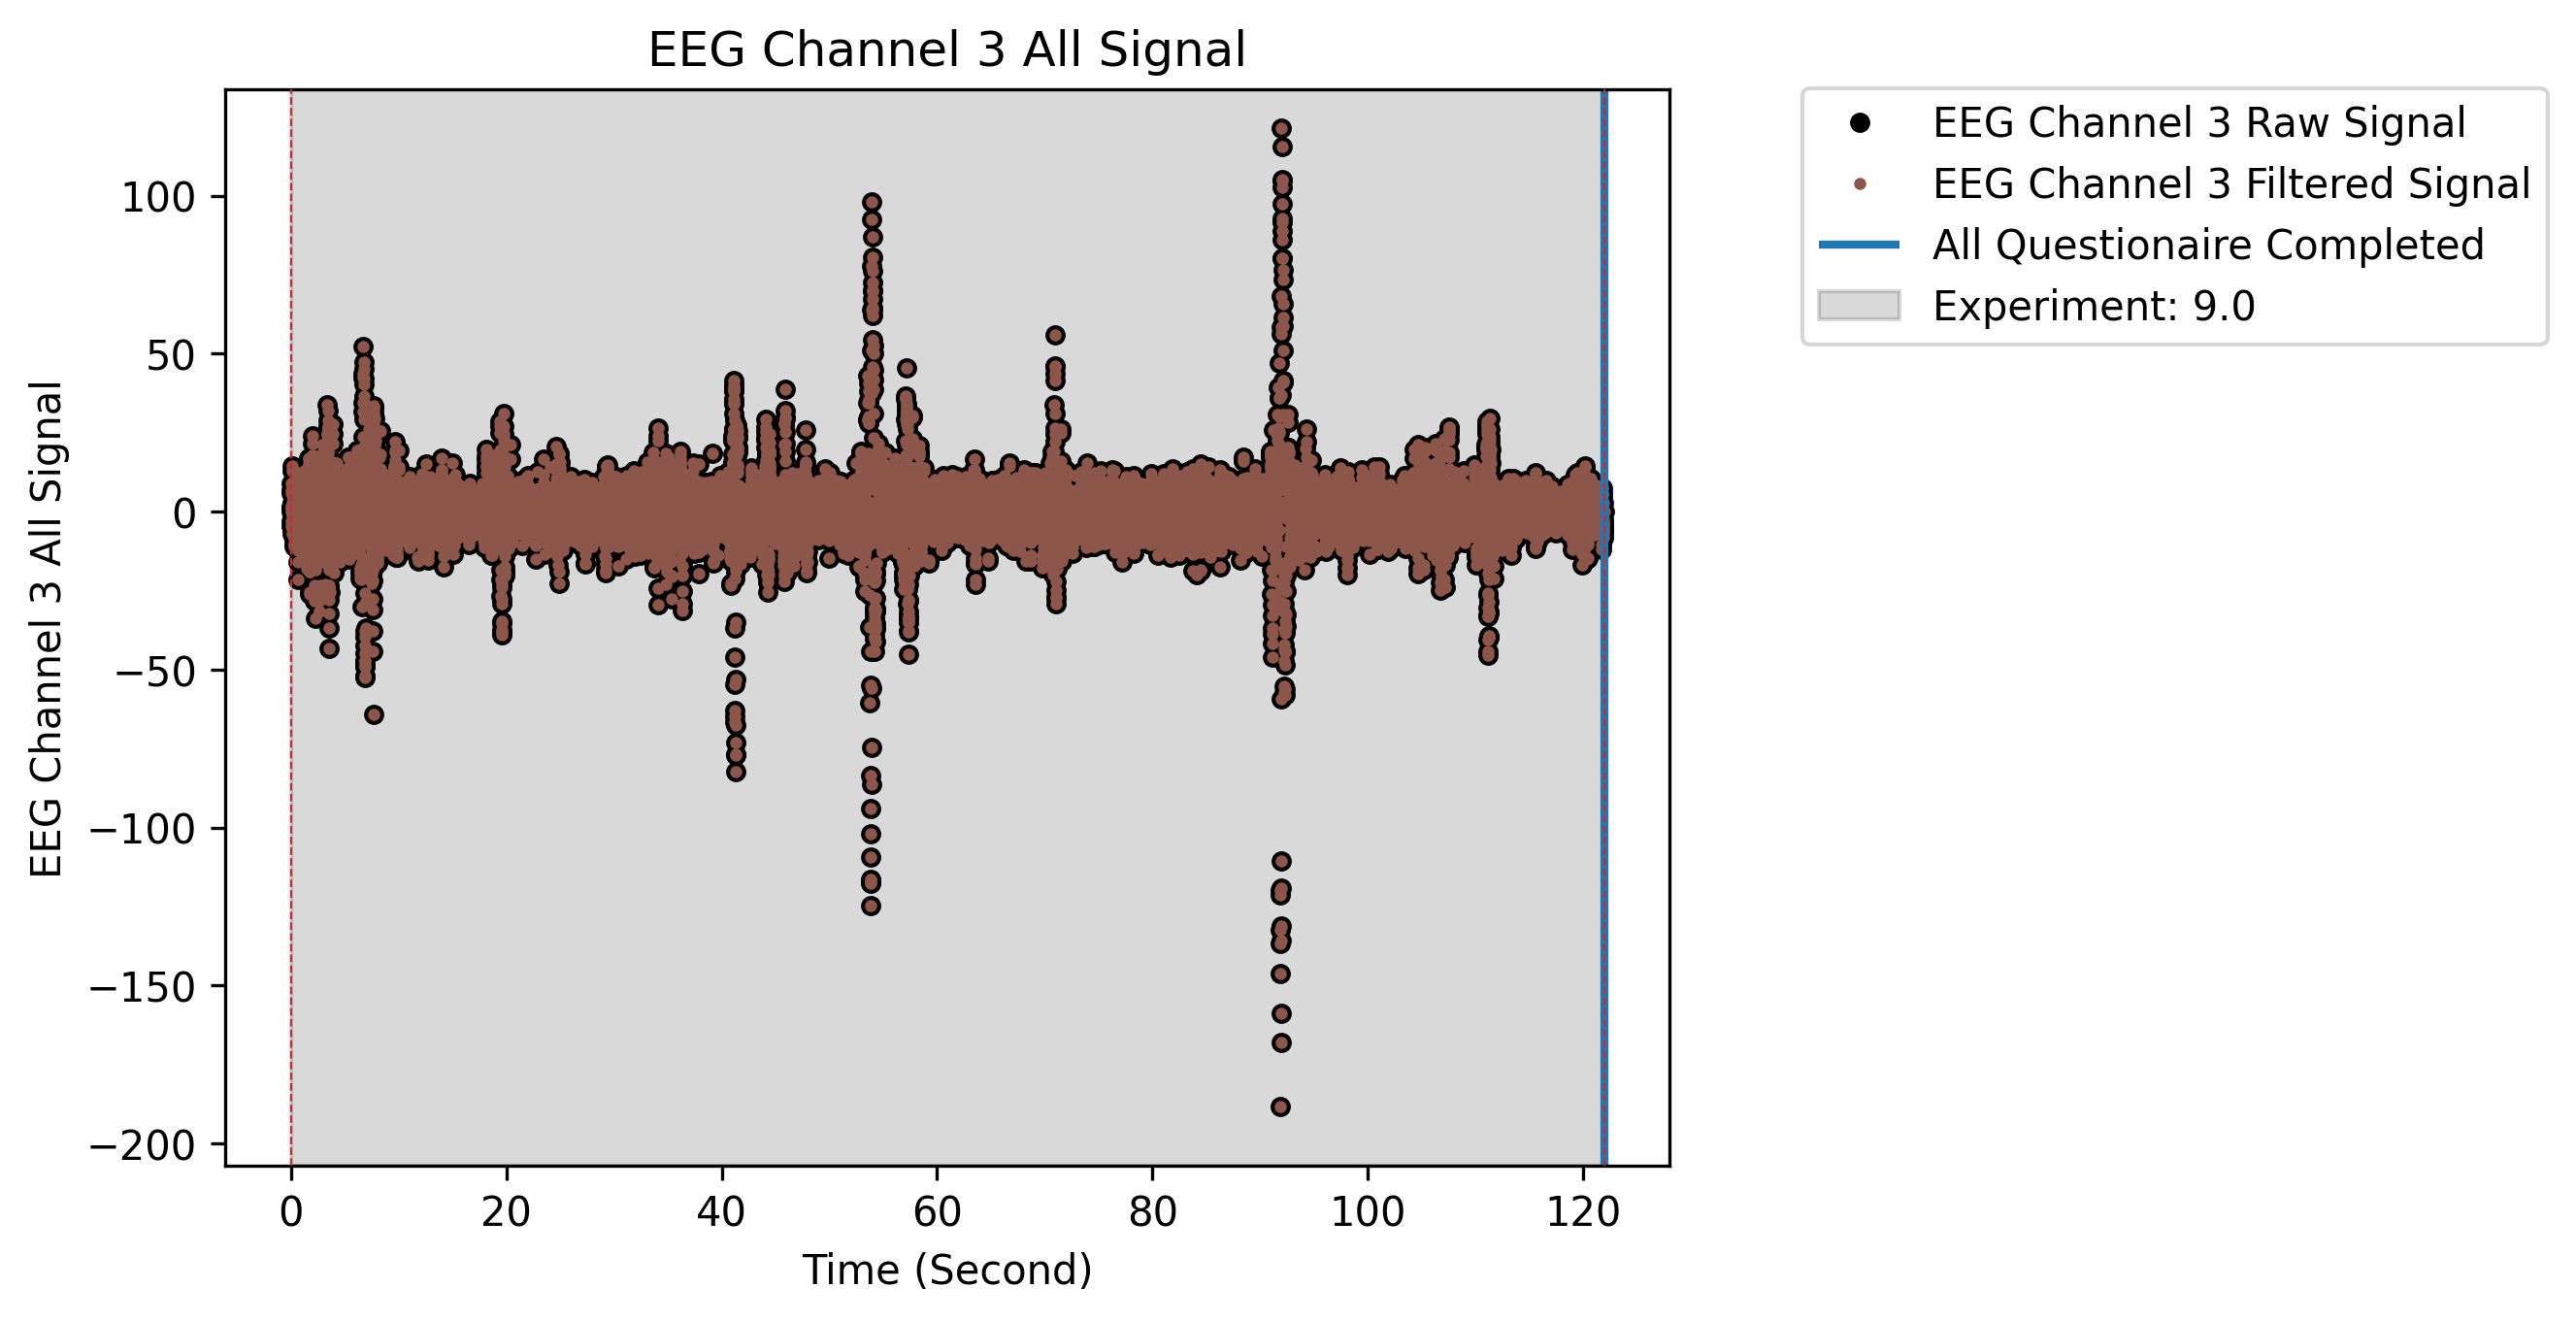 EEG Channel 3 All Signal
EEG Channel 3 All Signal
100
50
0
−50
−100
−150
−200
0 20 40 60 80 100 120
Time (Second)
EEG Channel 3 Raw Signal
EEG Channel 3 Filtered Signal
All Questionaire Completed
Experiment: 9.0